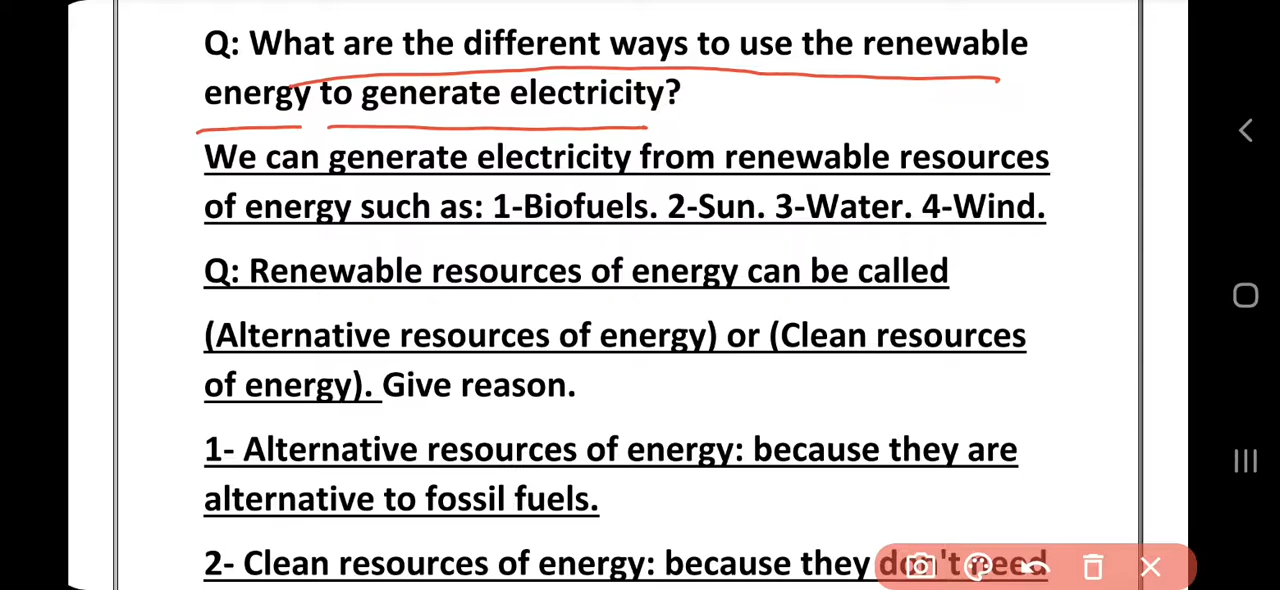 Q: What are the different ways to use the renewable
energy to generate electricity?
We can generate electricity from renewable resources
of energy such as: 1-Biofuels. 2-Sun. 3-Water. 4-Wind.
Q: Renewable resources of energy can be called
(Alternative resources of energy) or (Clean resources
of energy). Give reason.
1- Alternative resources of energy: because they are
alternative to fossil fuels.
2- Clean resources of energy: because they don't need